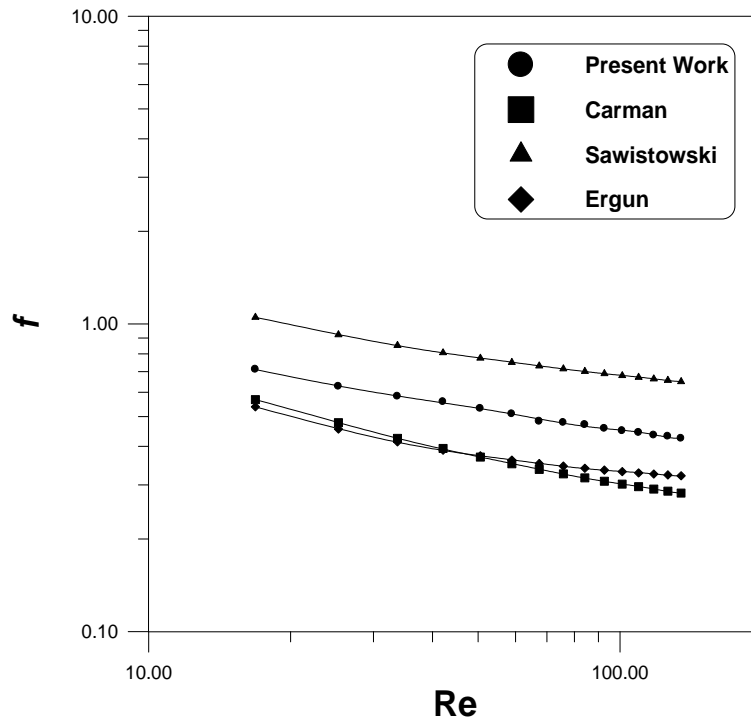 10.00
Present Work
Carman
Sawistowski
Ergun
1.00
f
0.10
10.00
100.00
Re